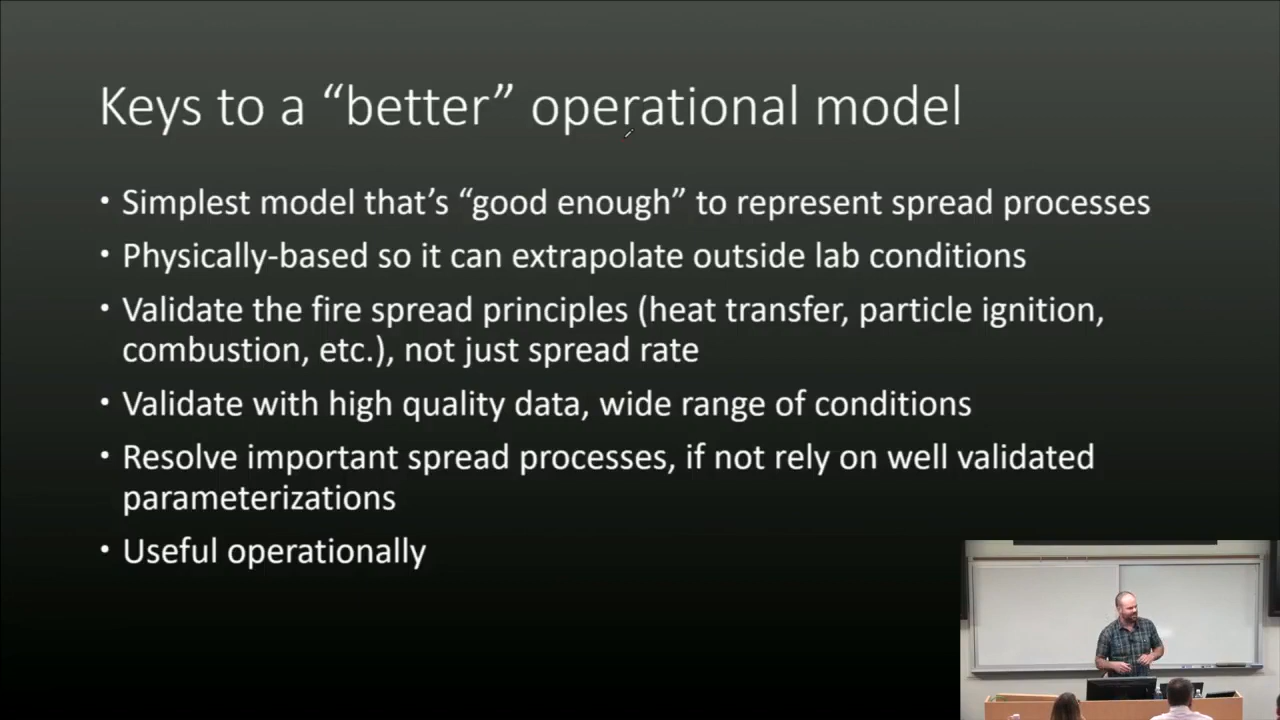 Keys to a “better” operational model
• Simplest model that’s “good enough” to represent spread processes
• Physically-based so it can extrapolate outside lab conditions
• Validate the fire spread principles (heat transfer, particle ignition,
combustion, etc.), not just spread rate
• Validate with high quality data, wide range of conditions
• Resolve important spread processes, if not rely on well validated
parameterizations
• Useful operationally